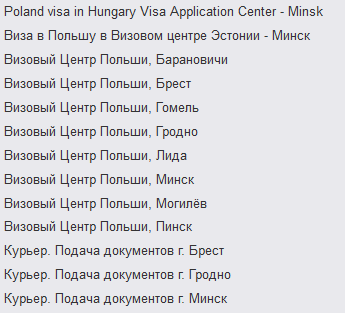 Poland visa in Hungary Visa Application Center - Minsk
Виза в Польшу в Визовом центре Эстонии - Минск
Визовый Центр Польши, Барановичи
Визовый Центр Польши, Брест
Визовый Центр Польши, Гомель
Визовый Центр Польши, Гродно
Визовый Центр Польши, Лида
Визовый Центр Польши, Минск
Визовый Центр Польши, Могилёв
Визовый Центр Польши, Пинск
Курьер. Подача документов г. Брест
Курьер. Подача документов г. Гродно
Курьер. Подача документов г. Минск